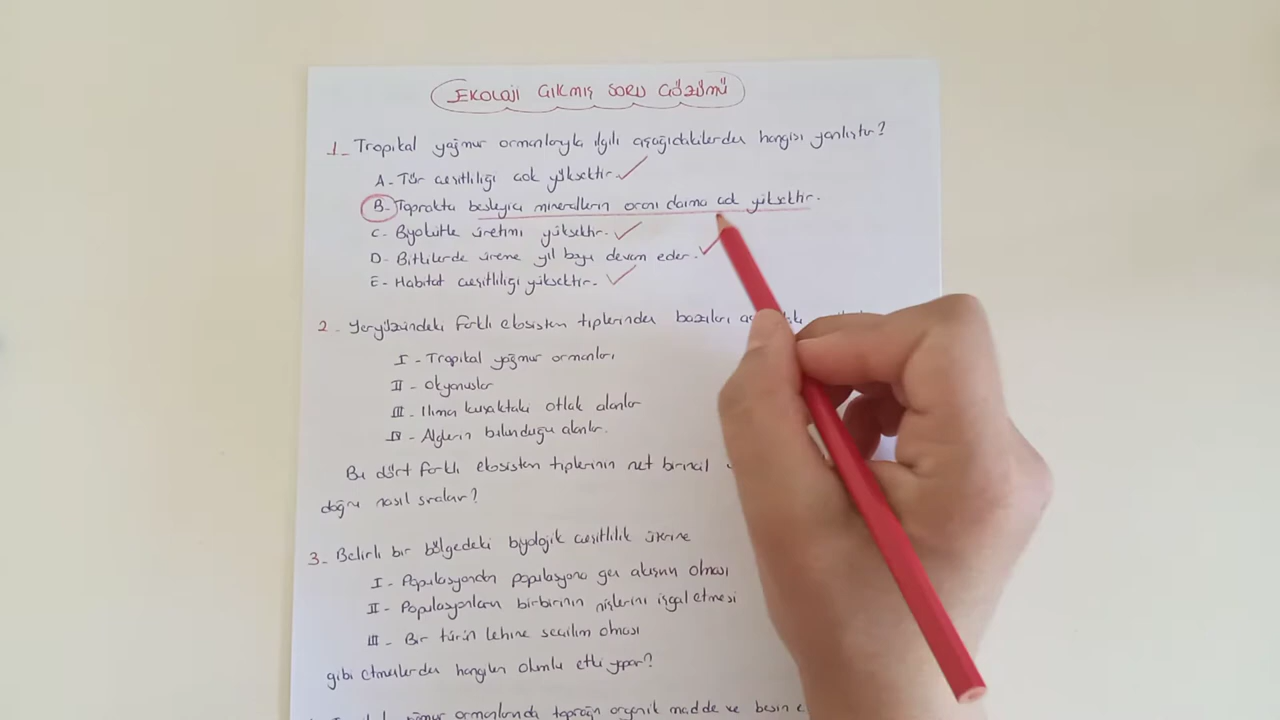 EKOLOJİ ÇIKMIŞ SORU ÇÖZÜMÜ
1- Tropikal yağmur ormanlarıyla ilgili aşağıdakilerden hangisi yanlıştır?
A- Tür çeşitliliği çok yüksektir.
B- Toprakta besleyici minerallerin oranı daima çok yüksektir.
C- Biyokütle üretimi yüksektir.
D- Bitkilerde üreme yıl boyu devam eder.
E- Habitat çeşitliliği yüksektir.
2- Yeryüzündeki farklı ekosistem tiplerinden bazıları
I- Tropikal yağmur ormanları
II- Okyanuslar
III- Ilıman kuşaktaki otlak alanlar
IV- Alglerin bulunduğu alanlar.
Bu dört farklı ekosistem tiplerinin net birincil
doğru nasıl sıralanır?
3- Belirli bir bölgedeki biyolojik çeşitlilik üzerine
I- Populasyondan populasyona gen akışının olması
II- Populasyonların birbirinin nişlerini işgal etmesi
III- Bir türün lehine seçilim olması
gibi etmenlerden hangileri olumlu etki yapar?
yağmur ormanlarında toprağın organik madde ve besin